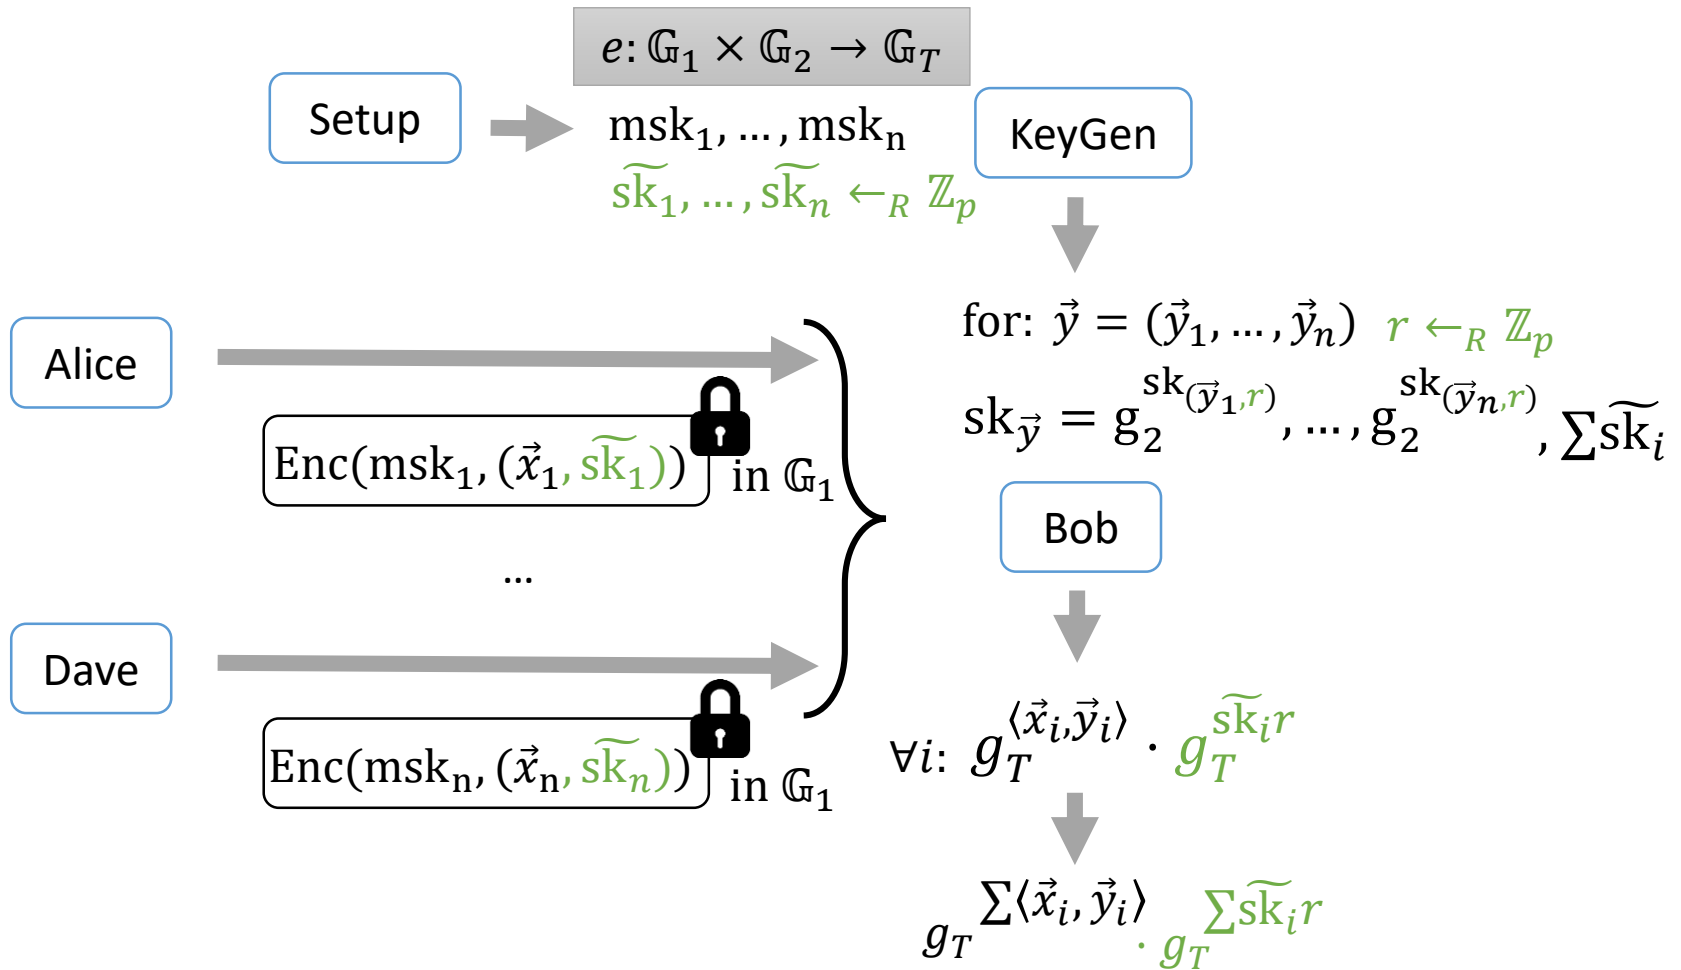 e: 𝔾₁ × 𝔾₂ → 𝔾_T
Setup
msk₁, … , mskₙ
s͠k₁, … , s͠kₙ ←_R ℤ_p
KeyGen
for: y⃗ = (y⃗₁, … , y⃗ₙ) r ←_R ℤ_p
sk_y⃗ = g₂^{sk_(y⃗₁,r)}, … , g₂^{sk_(y⃗ₙ,r)}, ∑s͠kᵢ
Alice
Enc(msk₁, (x⃗₁, s͠k₁)) in 𝔾₁
...
Dave
Enc(mskₙ, (x⃗ₙ, s͠kₙ)) in 𝔾₁
Bob
∀i: g_T^{⟨x⃗ᵢ,y⃗ᵢ⟩} · g_T^{s͠kᵢr}
g_T^{∑⟨x⃗ᵢ, y⃗ᵢ⟩} · g_T^{∑s͠kᵢr}